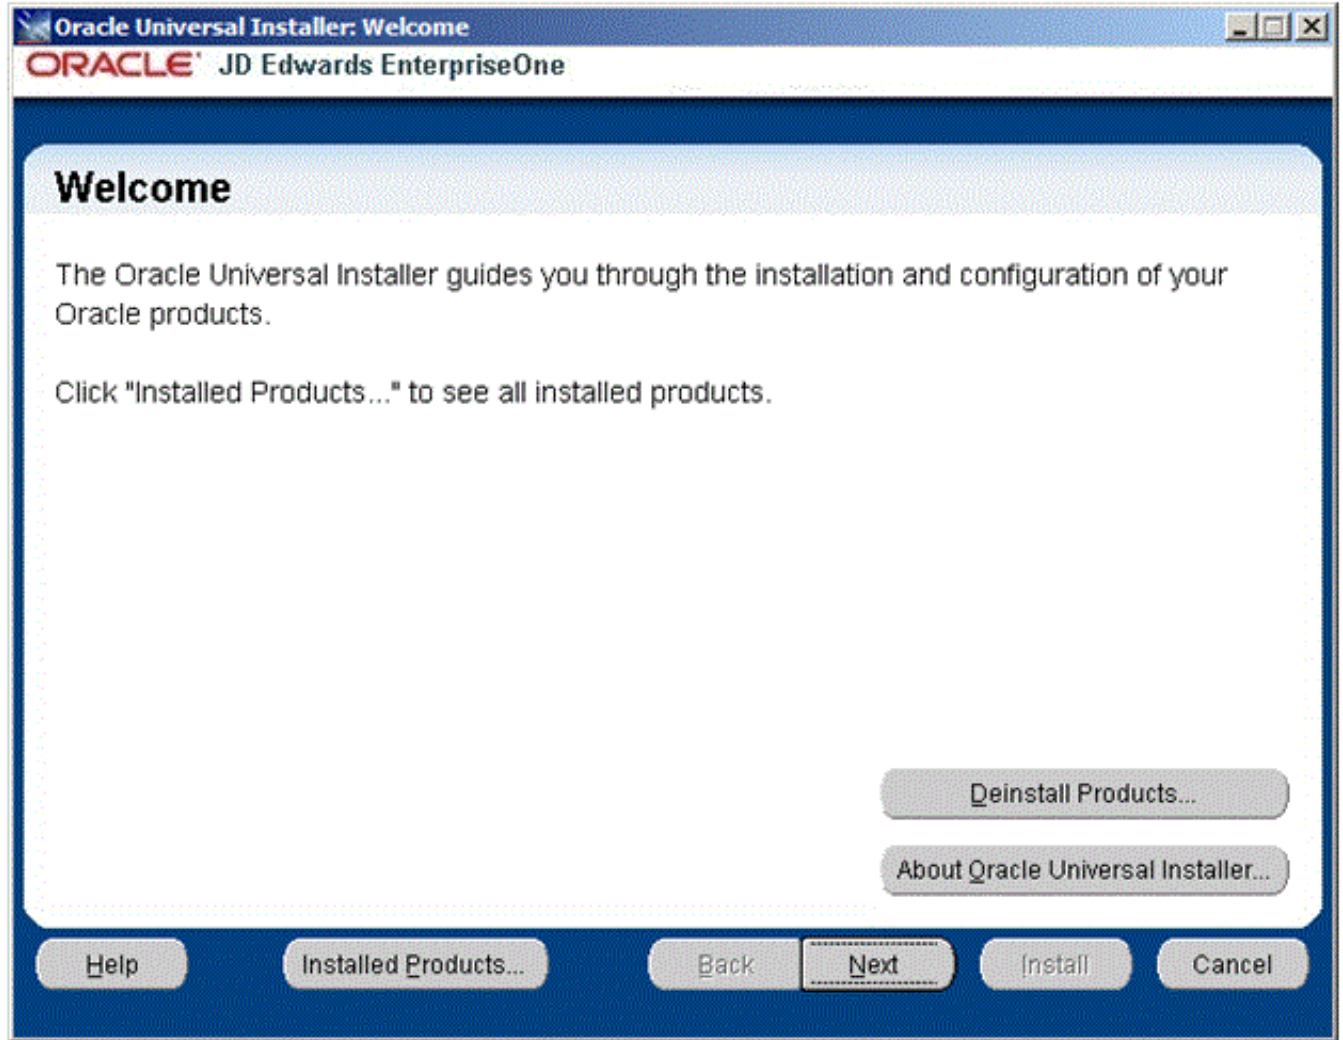 Oracle Universal Installer: Welcome
ORACLE JD Edwards EnterpriseOne
Welcome
The Oracle Universal Installer guides you through the installation and configuration of your
Oracle products.
Click "Installed Products..." to see all installed products.
Deinstall Products...
About Oracle Universal Installer...
Help Installed Products... Back Next Install Cancel